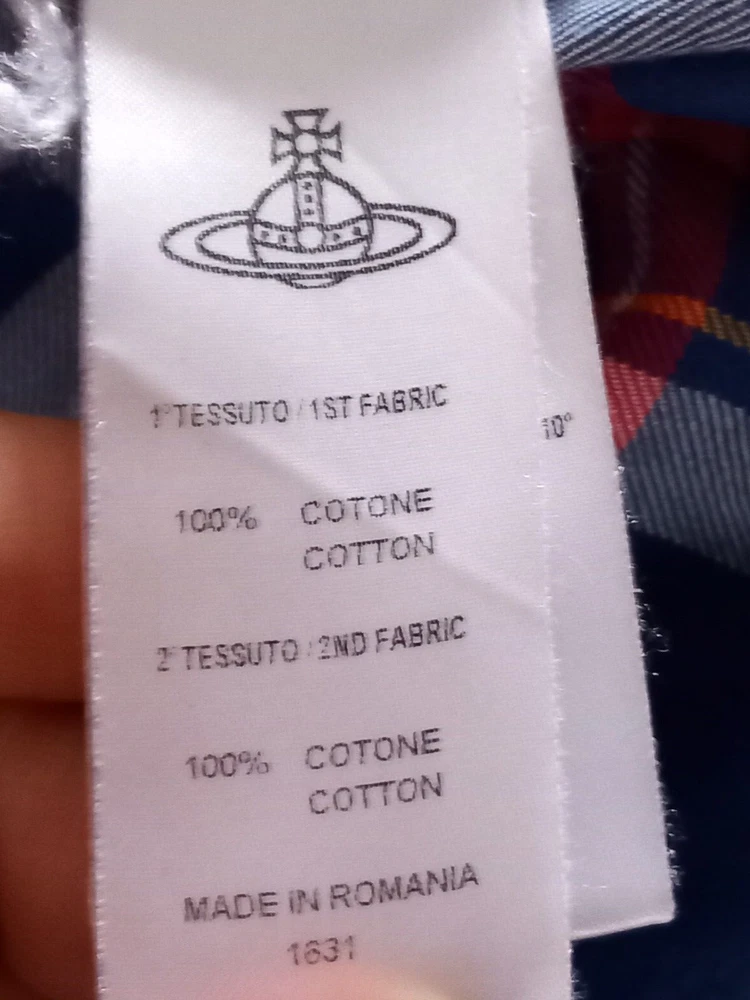 1°TESSUTO / 1ST FABRIC
10°
100% COTONE
COTTON
2°TESSUTO / 2ND FABRIC
100% COTONE
COTTON
MADE IN ROMANIA
1631